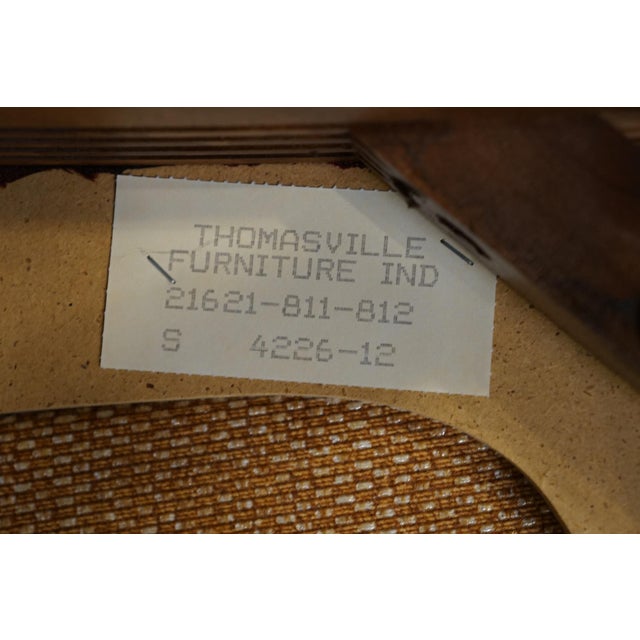 THOMASVILLE
FURNITURE IND
21621-811-812
S 4226-12